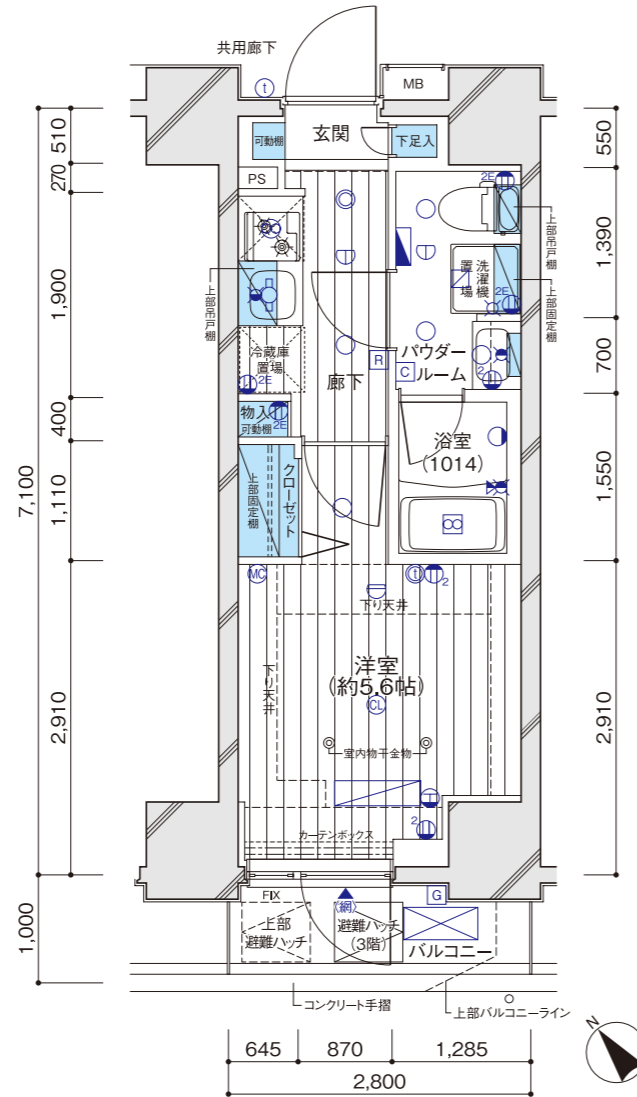 共用廊下
MB
t
玄関
可動棚
下足入
PS
2E
上部吊戸棚
洗濯機
置場
2E
上部固定棚
上部吊戸棚
冷蔵庫
置場
2E
R
C
パウダー
ルーム
2
廊下
物入
可動棚
2E
浴室
(1014)
クローゼット
上部固定棚
MC
t
2
下り天井
下り天井
洋室
(約5.6帖)
CL
室内物干金物
2
カーテンボックス
FIX
〈網〉
G
上部
避難ハッチ
避難ハッチ
(3階)
バルコニー
コンクリート手摺
上部バルコニーライン
510
270
1,900
400
1,110
2,910
7,100
1,000
550
1,390
700
1,550
2,910
645
870
1,285
2,800
N